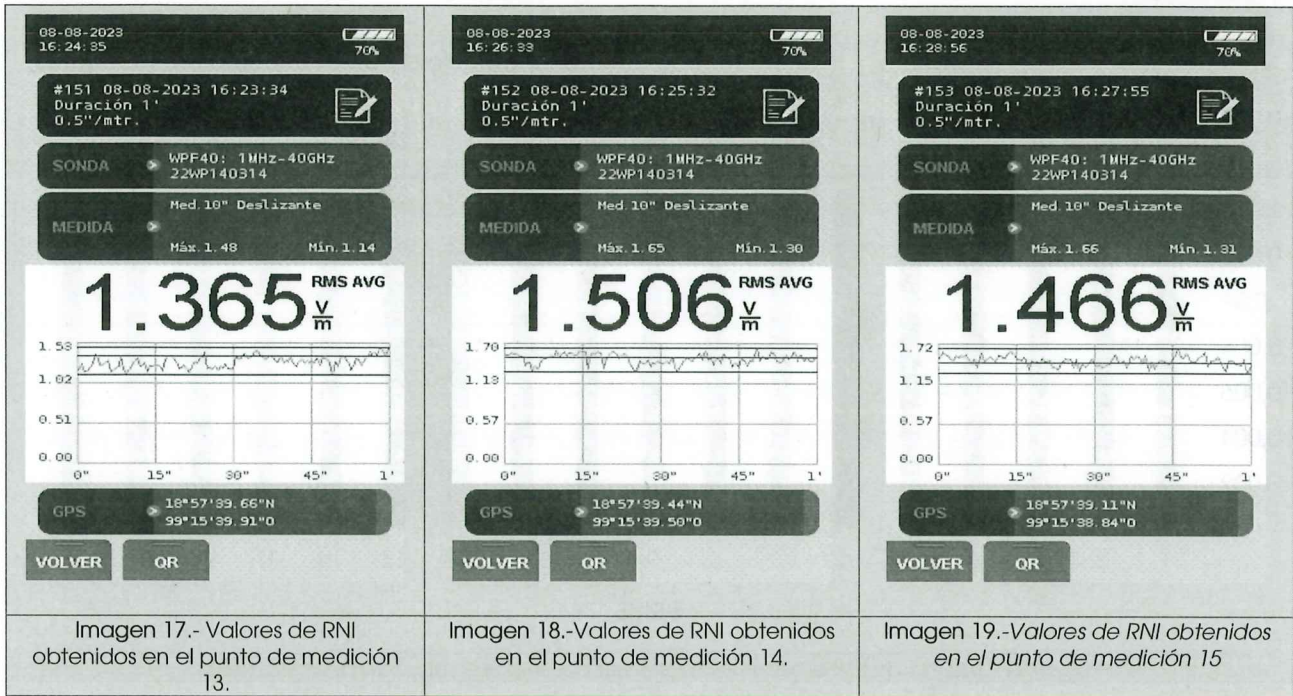 08-08-2023
16:24:35
70%
#151 08-08-2023 16:23:34
Duración 1'
0.5"/mtr.
SONDA
WPF40: 1MHz-40GHz
22WP140314
MEDIDA
Med.10" Deslizante
Máx.1.48 Mín.1.14
1.365 RMS AVG
V/m
1.53
1.02
0.51
0.00
0" 15" 30" 45" 1'
GPS
18°57'39.66"N
99°15'39.91"O
VOLVER QR
Imagen 17.- Valores de RNI
obtenidos en el punto de medición
13.
08-08-2023
16:26:33
70%
#152 08-08-2023 16:25:32
Duración 1'
0.5"/mtr.
SONDA
WPF40: 1MHz-40GHz
22WP140314
MEDIDA
Med.10" Deslizante
Máx.1.65 Mín.1.30
1.506 RMS AVG
V/m
1.70
1.13
0.57
0.00
0" 15" 30" 45" 1'
GPS
18°57'39.44"N
99°15'39.50"O
VOLVER QR
Imagen 18.-Valores de RNI obtenidos
en el punto de medición 14.
08-08-2023
16:28:56
70%
#153 08-08-2023 16:27:55
Duración 1'
0.5"/mtr.
SONDA
WPF40: 1MHz-40GHz
22WP140314
MEDIDA
Med.10" Deslizante
Máx.1.66 Mín.1.31
1.466 RMS AVG
V/m
1.72
1.15
0.57
0.00
0" 15" 30" 45" 1'
GPS
18°57'39.11"N
99°15'38.84"O
VOLVER QR
Imagen 19.-Valores de RNI obtenidos
en el punto de medición 15